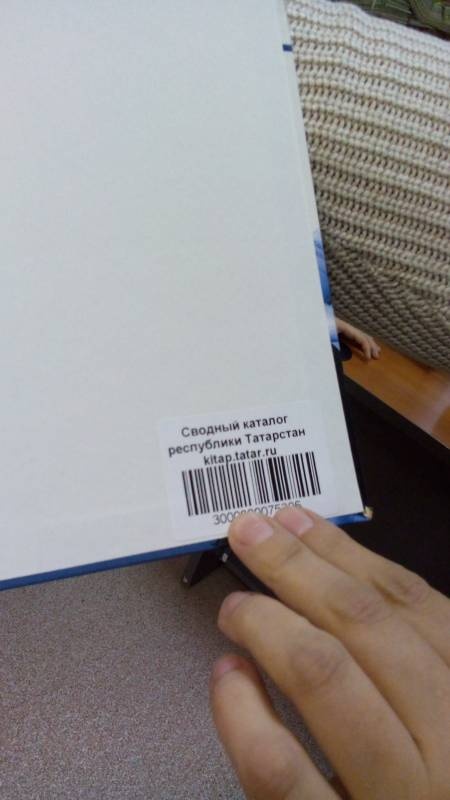 Сводный каталог
республики Татарстан
kitap.tatar.ru